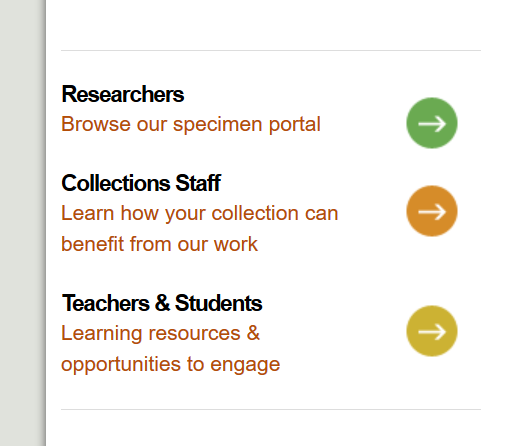 Researchers
Browse our specimen portal
Collections Staff
Learn how your collection can
benefit from our work
Teachers & Students
Learning resources &
opportunities to engage